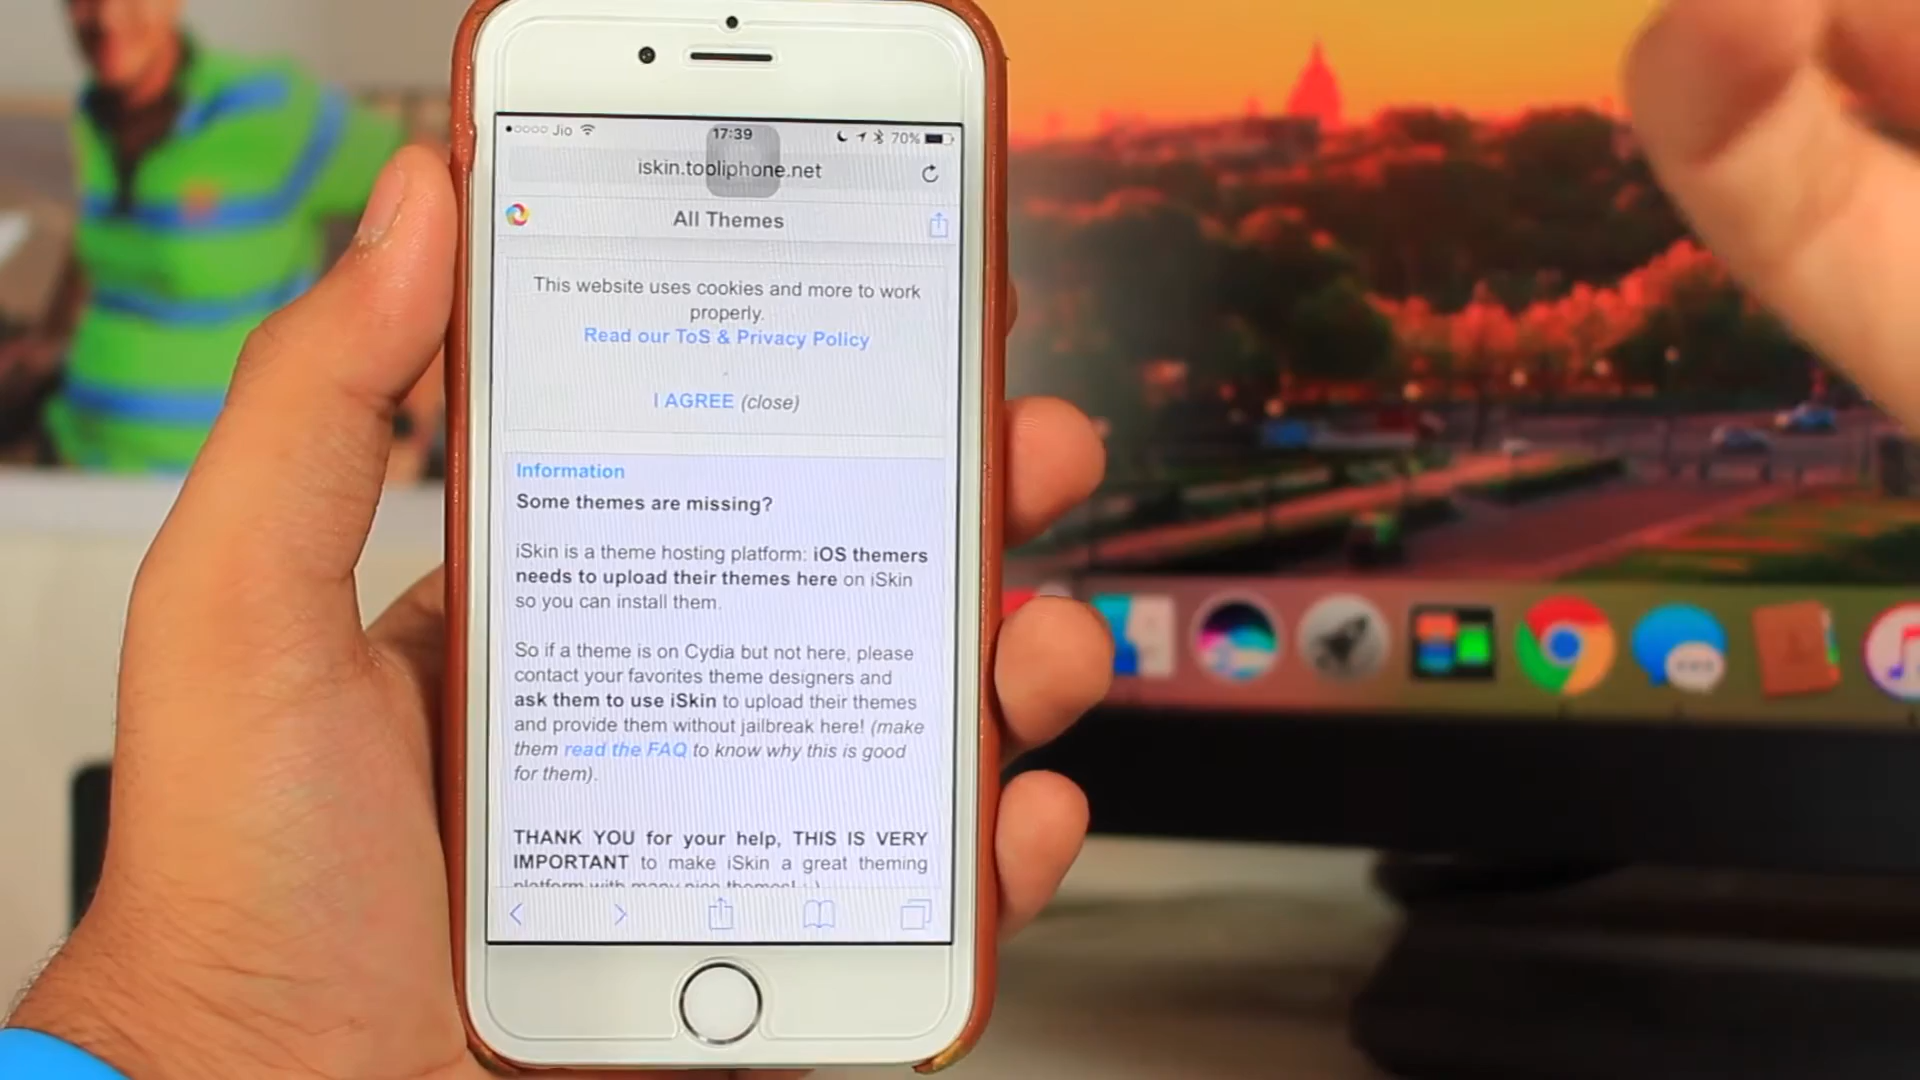 Jio 17:39 70%
iskin.tooliphone.net
All Themes
This website uses cookies and more to work
properly.
Read our ToS & Privacy Policy
I AGREE (close)
Information
Some themes are missing?
iSkin is a theme hosting platform: iOS themers
needs to upload their themes here on iSkin
so you can install them.
So if a theme is on Cydia but not here, please
contact your favorites theme designers and
ask them to use iSkin to upload their themes
and provide them without jailbreak here! (make
them read the FAQ to know why this is good
for them).
THANK YOU for your help, THIS IS VERY
IMPORTANT to make iSkin a great theming
platform with many nice themes! :)